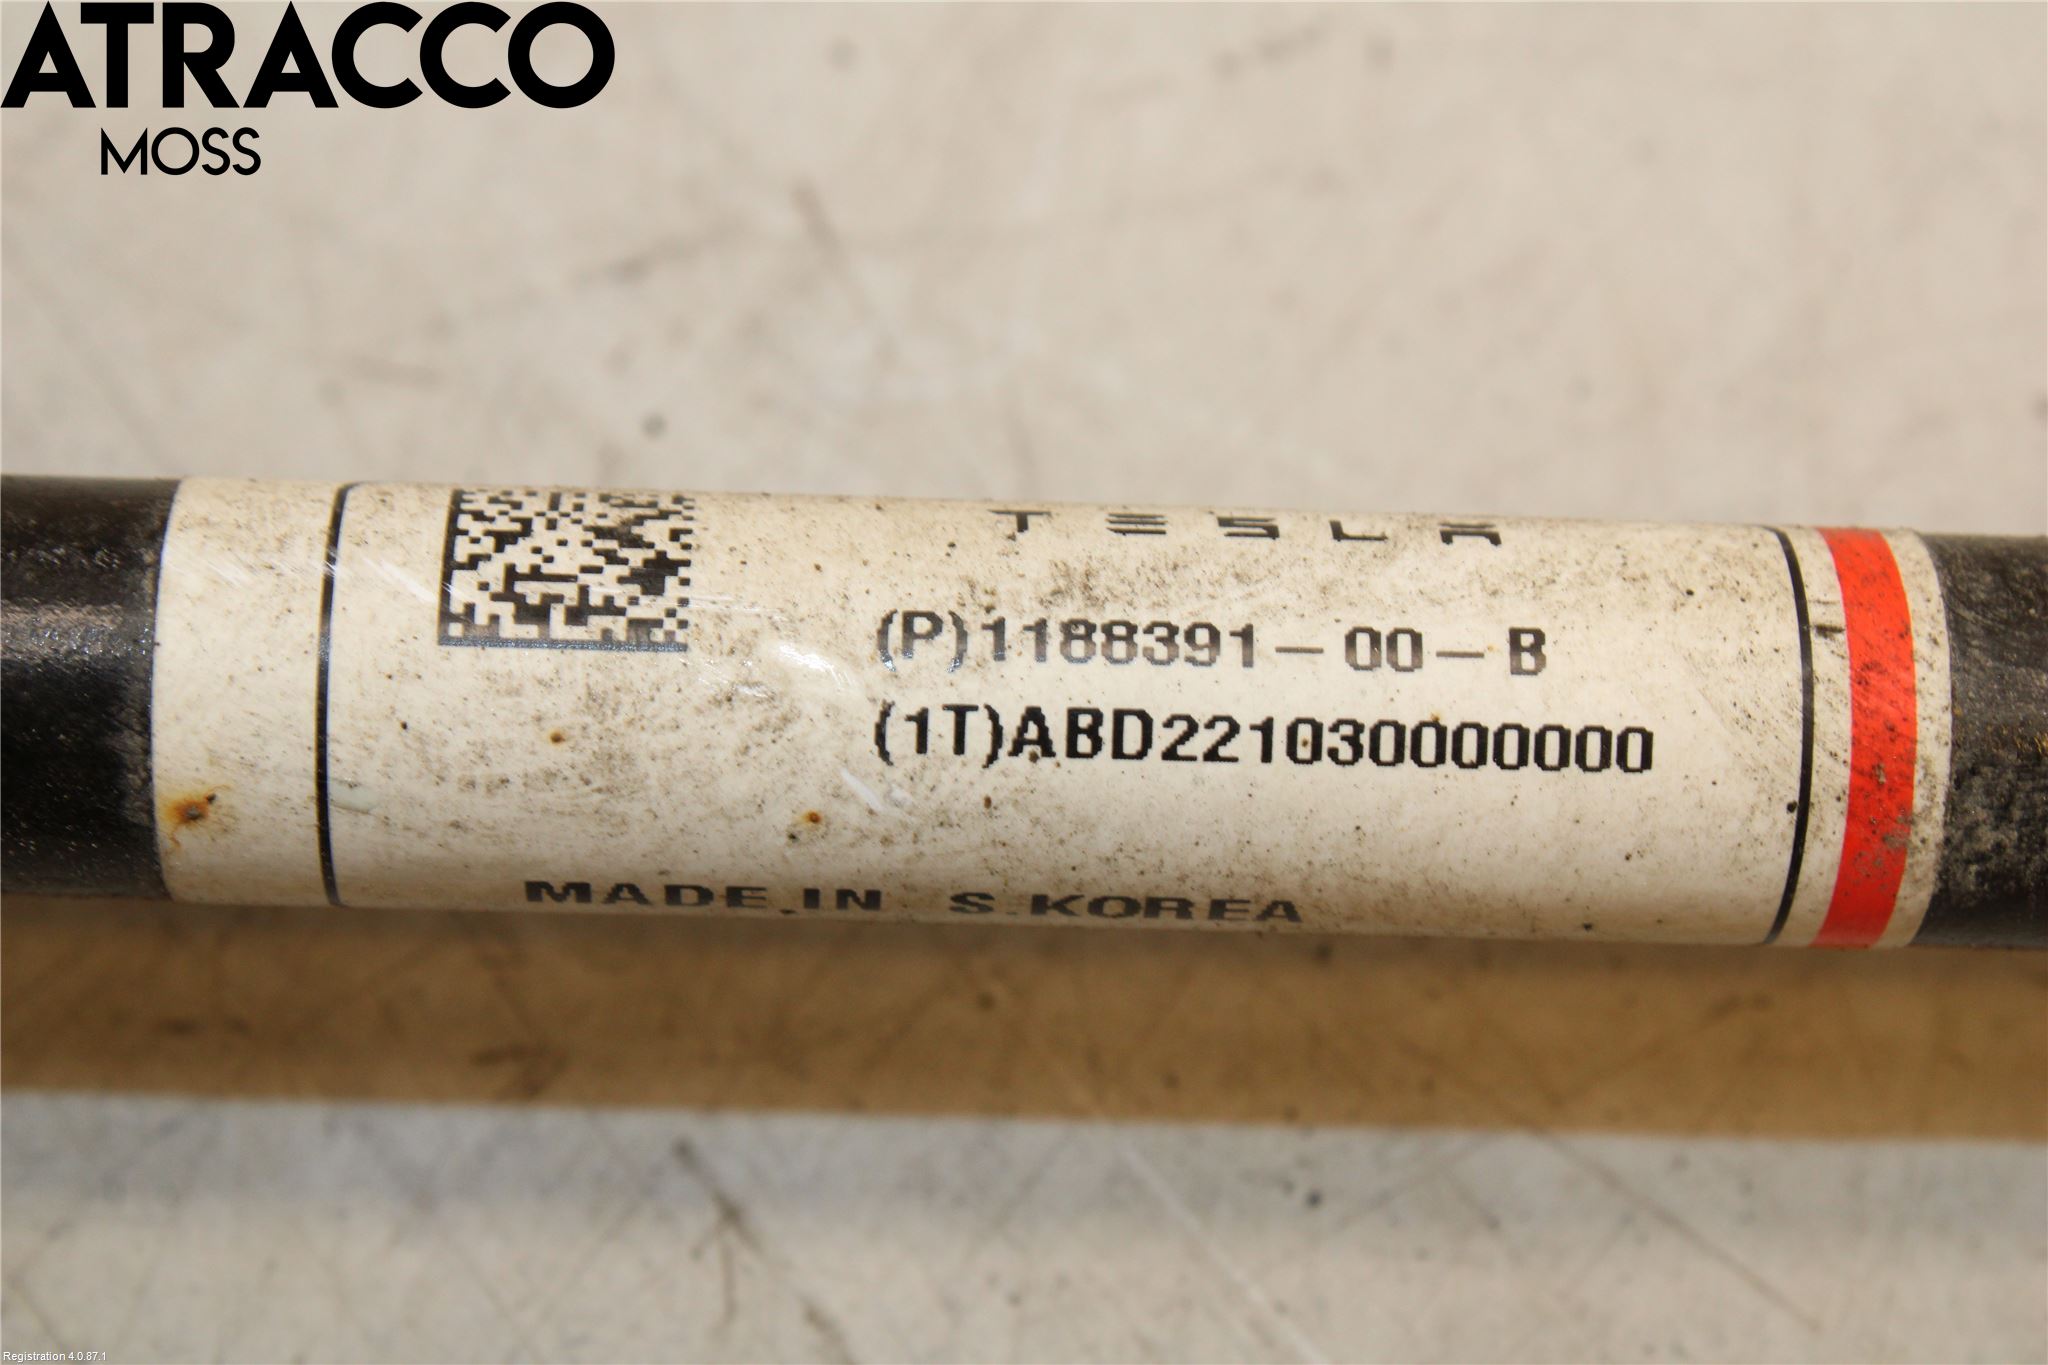 ATRACCO
MOSS
TESLA
(P)1188391-00-B
(1T)ABD221030000000
MADE.IN S.KOREA
Registration 4.0.87.1